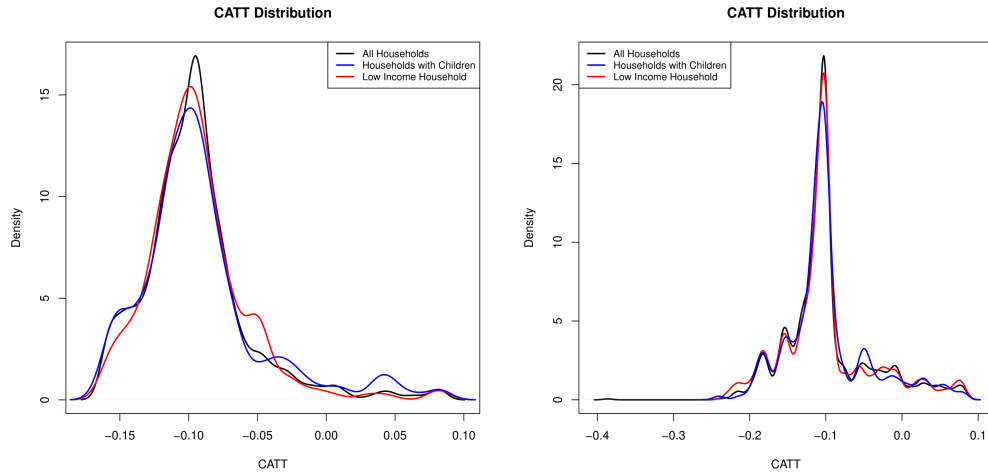 CATT Distribution
All Households
Households with Children
Low Income Household
Density
0
5
10
15
−0.15
−0.10
−0.05
0.00
0.05
0.10
CATT
CATT Distribution
All Households
Households with Children
Low Income Household
Density
0
5
10
15
20
−0.4
−0.3
−0.2
−0.1
0.0
0.1
CATT